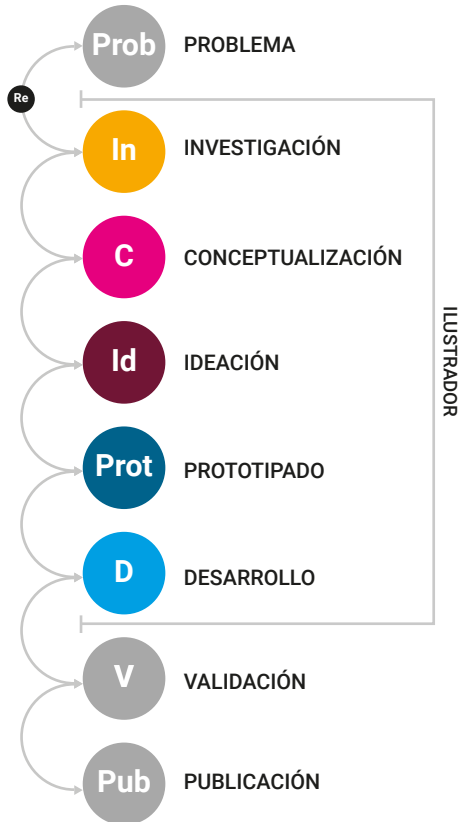 Prob PROBLEMA
Re
In INVESTIGACIÓN
C CONCEPTUALIZACIÓN
Id IDEACIÓN
ILUSTRADOR
Prot PROTOTIPADO
D DESARROLLO
V VALIDACIÓN
Pub PUBLICACIÓN